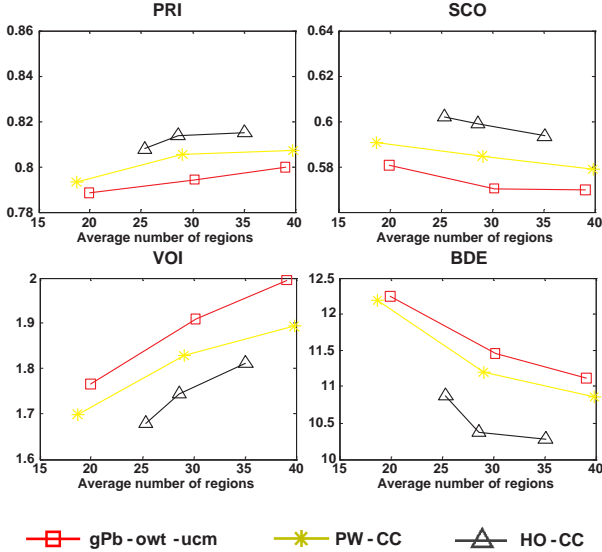 PRI
SCO
0.86
0.84
0.82
0.8
0.78
15 20 25 30 35 40
Average number of regions
0.64
0.62
0.6
0.58
15 20 25 30 35 40
Average number of regions
VOI
BDE
2
1.9
1.8
1.7
1.6
15 20 25 30 35 40
Average number of regions
12.5
12
11.5
11
10.5
10
15 20 25 30 35 40
Average number of regions
gPb-owt-ucm PW-CC HO-CC